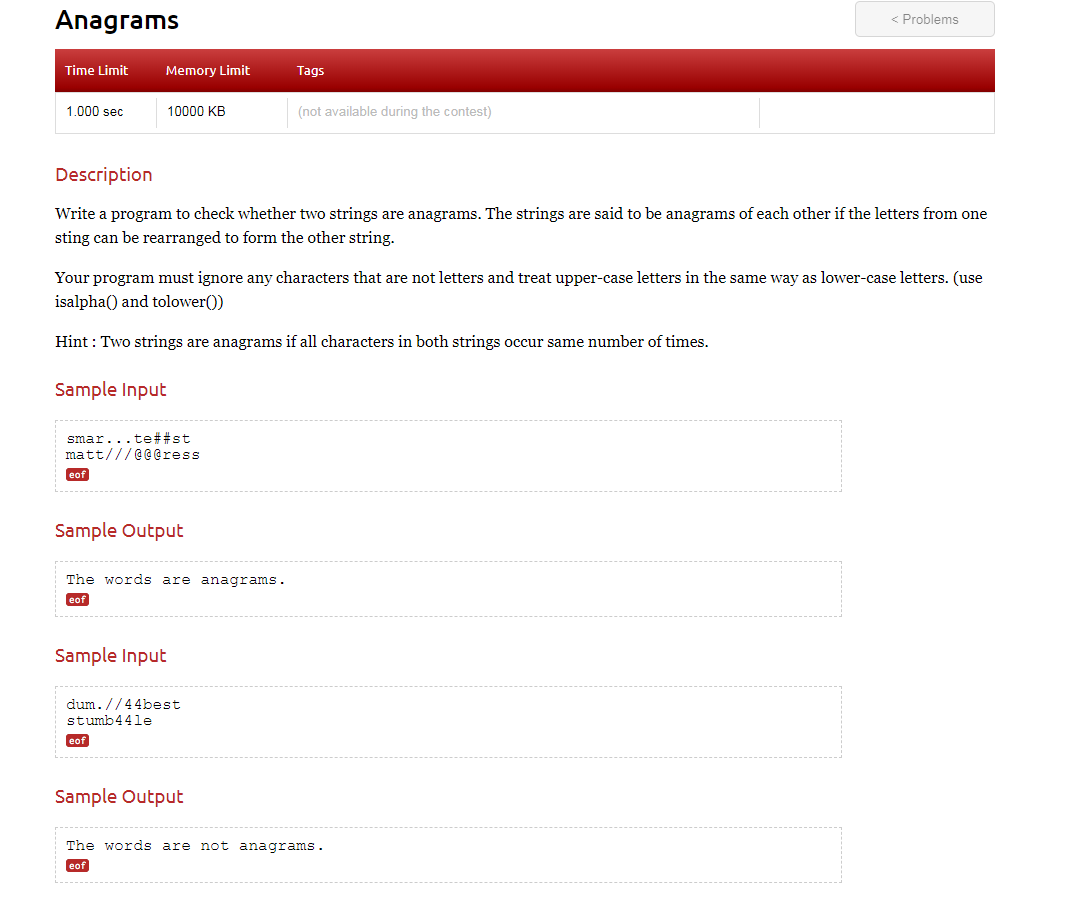 Anagrams
< Problems
Time Limit Memory Limit Tags
1.000 sec 10000 KB (not available during the contest)
Description
Write a program to check whether two strings are anagrams. The strings are said to be anagrams of each other if the letters from one
sting can be rearranged to form the other string.
Your program must ignore any characters that are not letters and treat upper-case letters in the same way as lower-case letters. (use
isalpha() and tolower())
Hint : Two strings are anagrams if all characters in both strings occur same number of times.
Sample Input
smar...te##st
matt///@@@ress
eof
Sample Output
The words are anagrams.
eof
Sample Input
dum.//44best
stumb44le
eof
Sample Output
The words are not anagrams.
eof